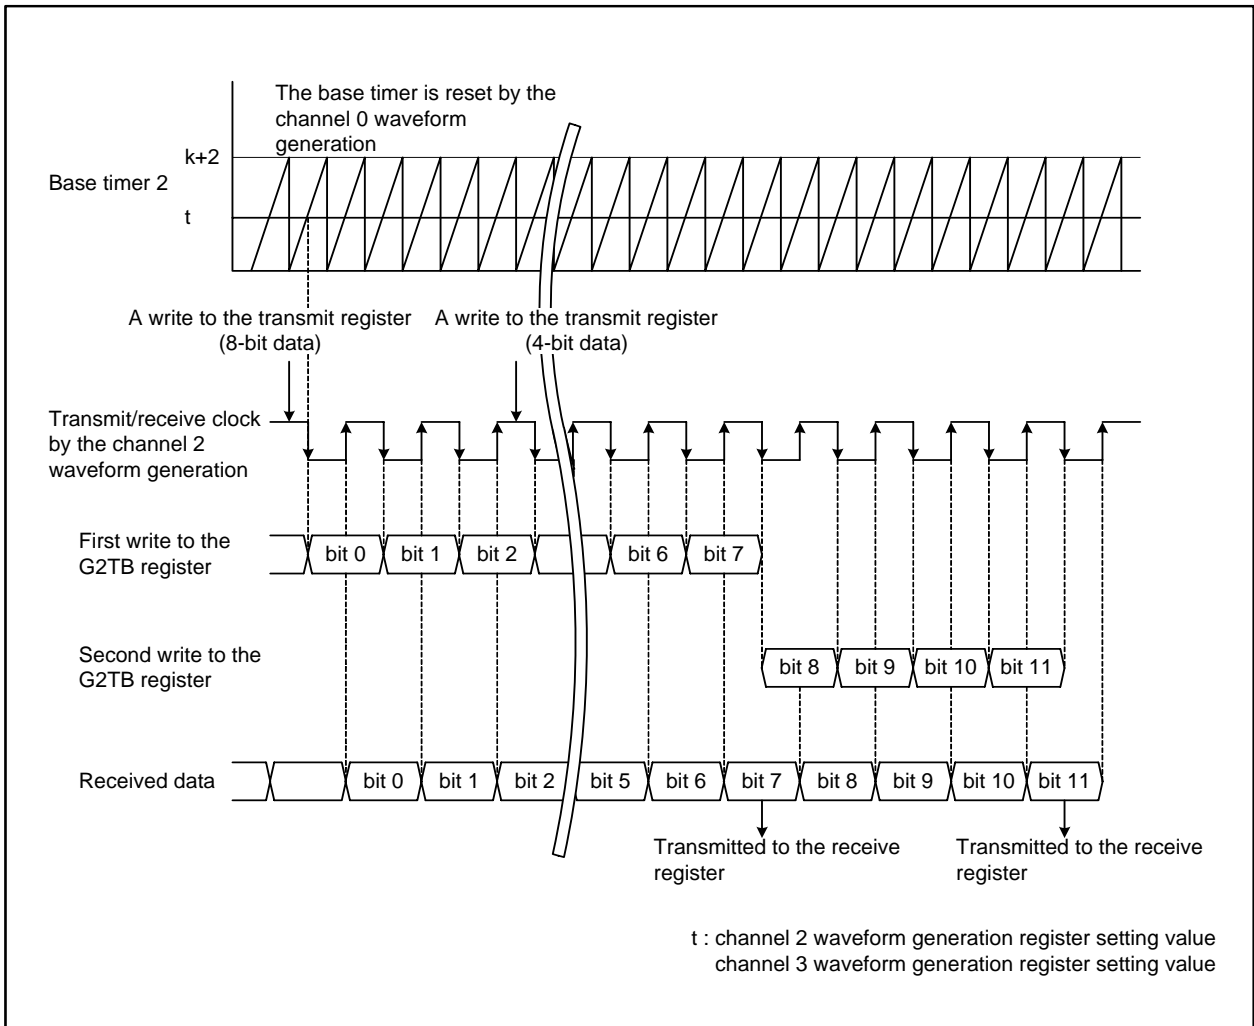 The base timer is reset by the
channel 0 waveform
generation
k+2
Base timer 2
t
A write to the transmit register
(8-bit data)
A write to the transmit register
(4-bit data)
Transmit/receive clock
by the channel 2
waveform generation
First write to the
G2TB register
bit 0 bit 1 bit 2 bit 6 bit 7
Second write to the
G2TB register
bit 8 bit 9 bit 10 bit 11
Received data
bit 0 bit 1 bit 2 bit 5 bit 6 bit 7 bit 8 bit 9 bit 10 bit 11
Transmitted to the receive
register
Transmitted to the receive
register
t : channel 2 waveform generation register setting value
channel 3 waveform generation register setting value